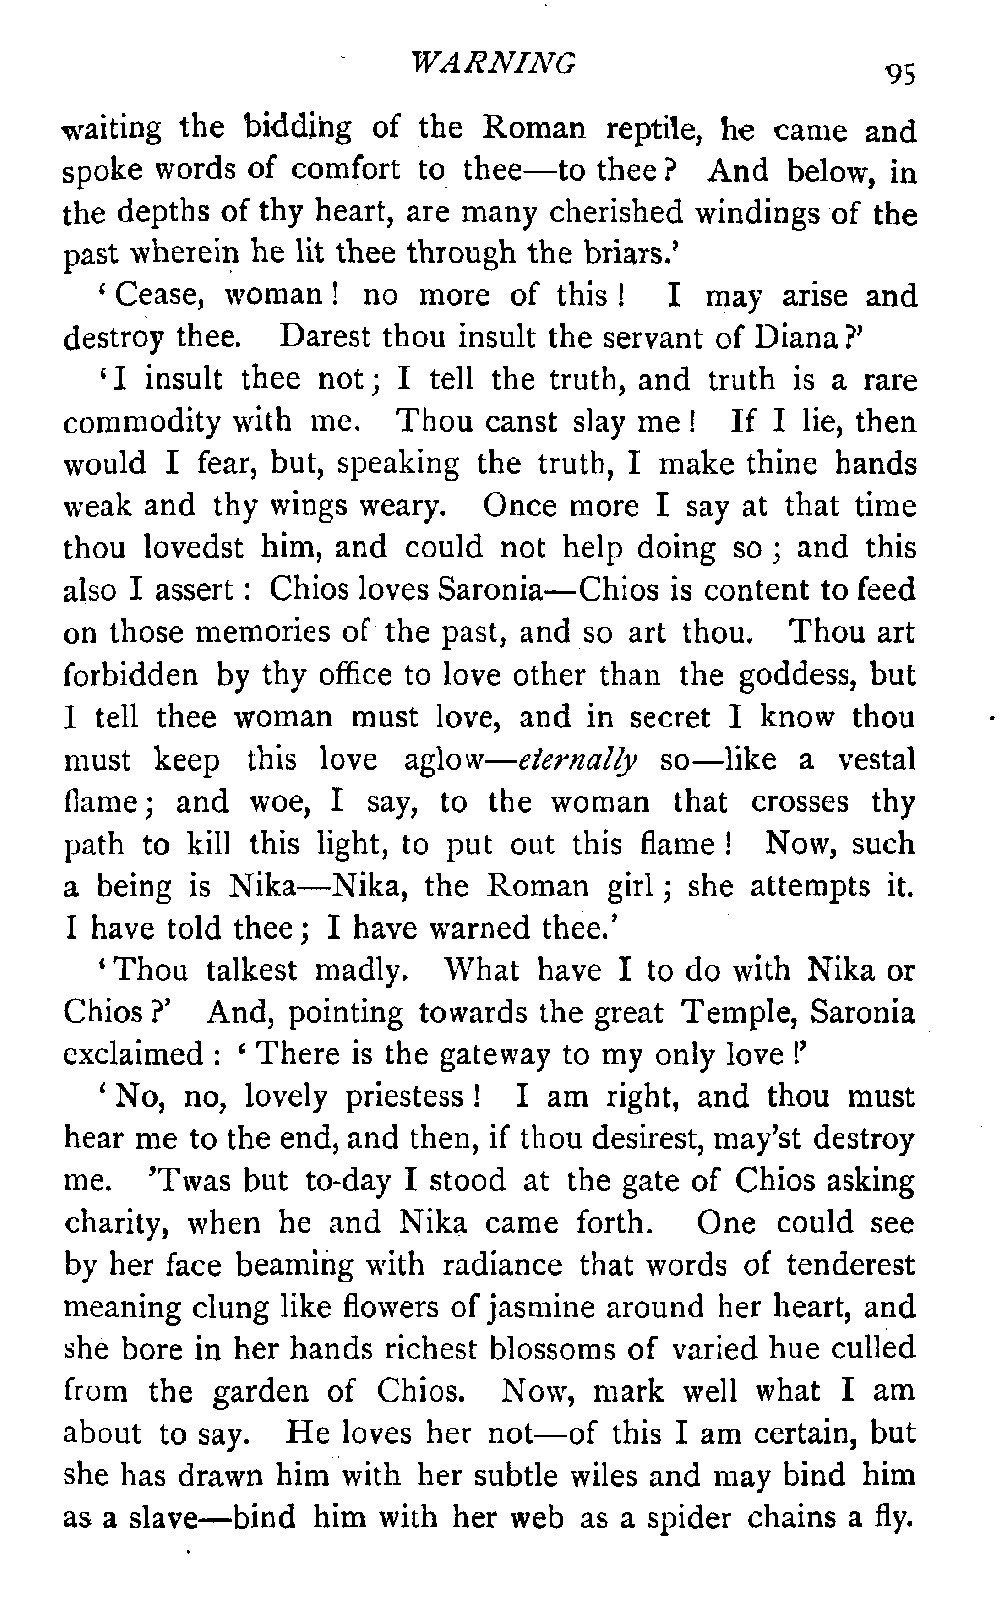 WARNING 95
waiting the bidding of the Roman reptile, he came and
spoke words of comfort to thee—to thee? And below, in
the depths of thy heart, are many cherished windings of the
past wherein he lit thee through the briars.'
'Cease, woman! no more of this! I may arise and
destroy thee. Darest thou insult the servant of Diana?'
'I insult thee not; I tell the truth, and truth is a rare
commodity with me. Thou canst slay me! If I lie, then
would I fear, but, speaking the truth, I make thine hands
weak and thy wings weary. Once more I say at that time
thou lovedst him, and could not help doing so; and this
also I assert: Chios loves Saronia—Chios is content to feed
on those memories of the past, and so art thou. Thou art
forbidden by thy office to love other than the goddess, but
I tell thee woman must love, and in secret I know thou
must keep this love aglow—eternally so—like a vestal
flame; and woe, I say, to the woman that crosses thy
path to kill this light, to put out this flame! Now, such
a being is Nika—Nika, the Roman girl; she attempts it.
I have told thee; I have warned thee.'
'Thou talkest madly. What have I to do with Nika or
Chios?' And, pointing towards the great Temple, Saronia
exclaimed: 'There is the gateway to my only love!'
'No, no, lovely priestess! I am right, and thou must
hear me to the end, and then, if thou desirest, may'st destroy
me. 'Twas but to-day I stood at the gate of Chios asking
charity, when he and Nika came forth. One could see
by her face beaming with radiance that words of tenderest
meaning clung like flowers of jasmine around her heart, and
she bore in her hands richest blossoms of varied hue culled
from the garden of Chios. Now, mark well what I am
about to say. He loves her not—of this I am certain, but
she has drawn him with her subtle wiles and may bind him
as a slave—bind him with her web as a spider chains a fly.